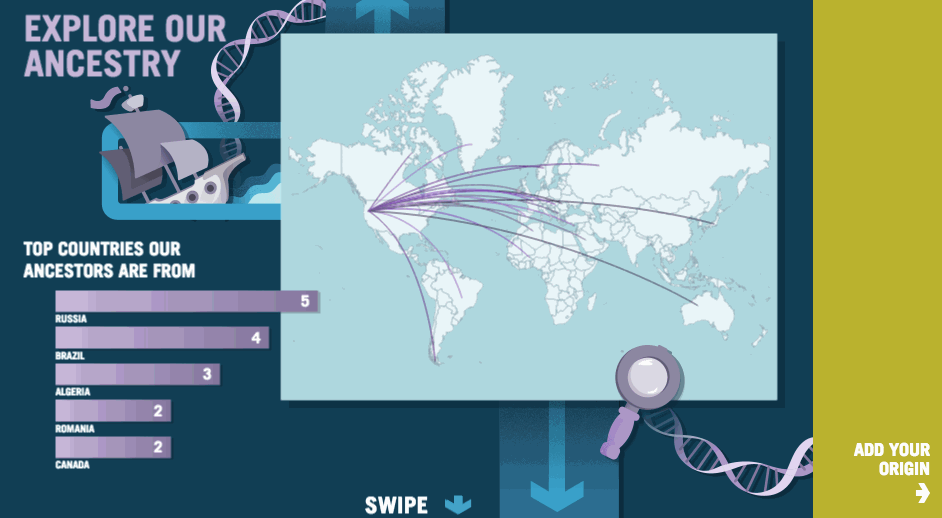 EXPLORE OUR
ANCESTRY
TOP COUNTRIES OUR
ANCESTORS ARE FROM
5
RUSSIA
4
BRAZIL
3
ALGERIA
2
ROMANIA
2
CANADA
SWIPE
ADD YOUR
ORIGIN